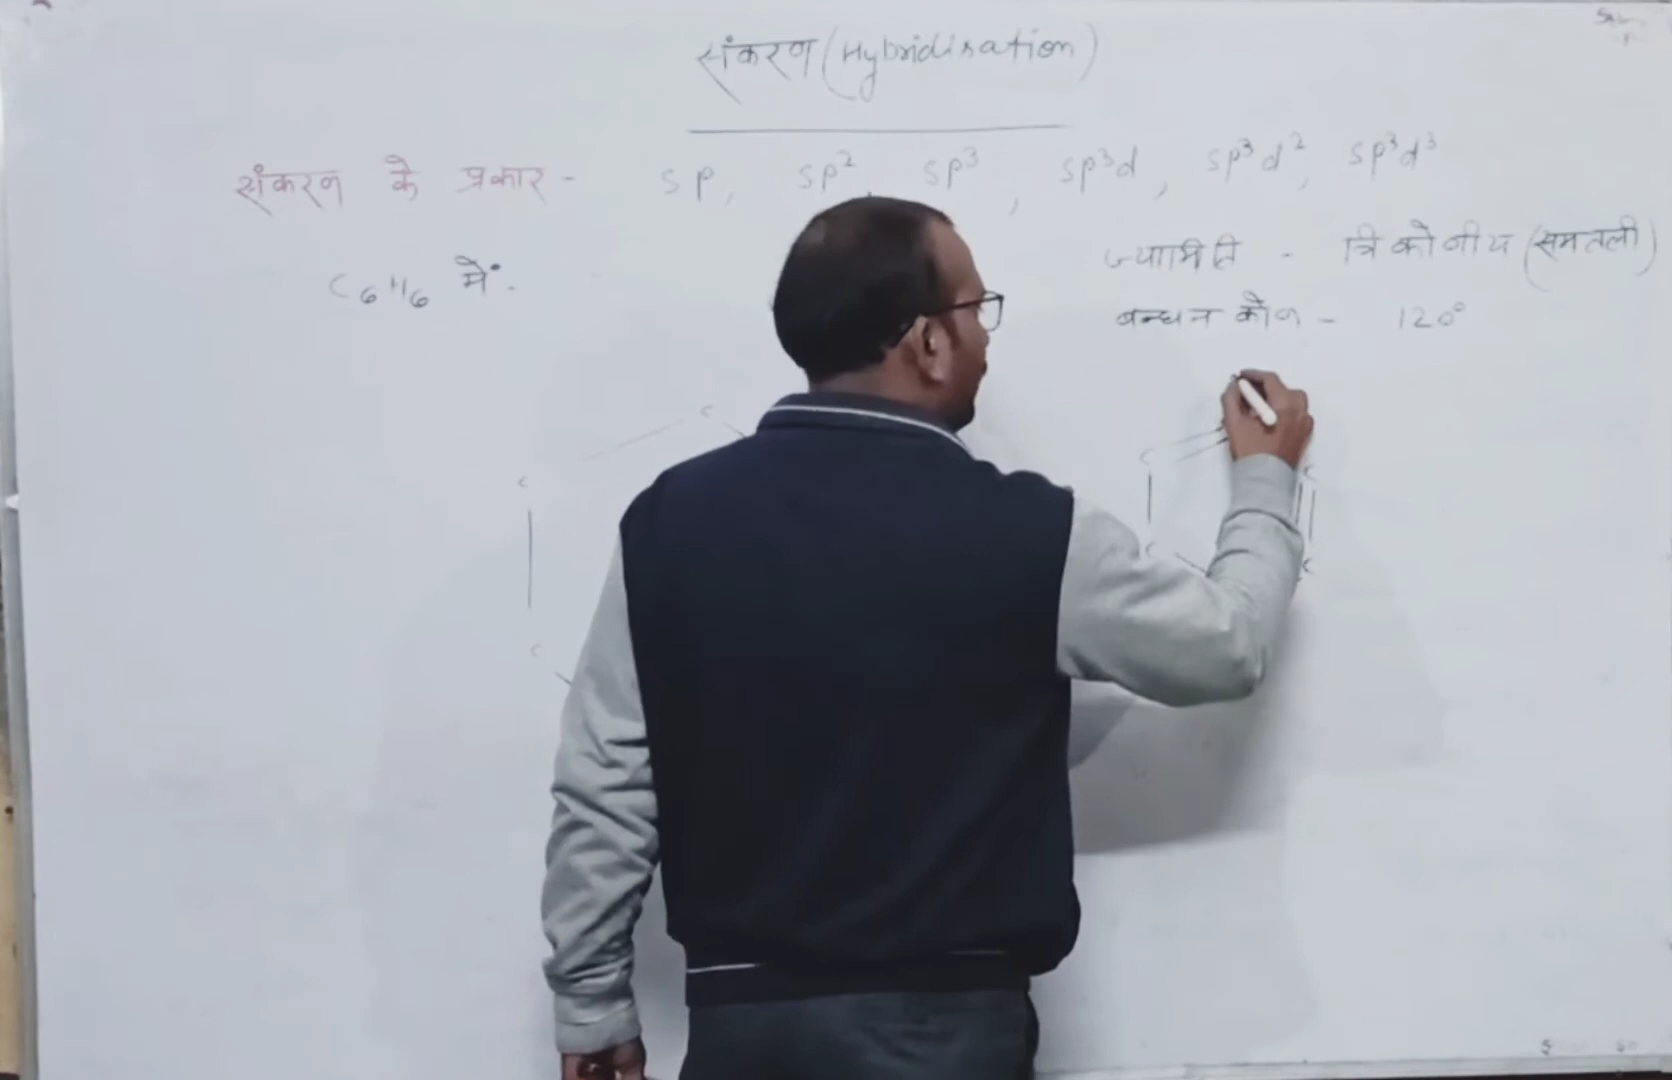 संकरण (Hybridisation)
संकरण के प्रकार - sp, sp², sp³, sp³d, sp³d², sp³d³
ज्यामिति - त्रिकोनीय (समतली)
C₆H₆ में.
बन्धन कोण - 120°
C
C C
C
C C
C